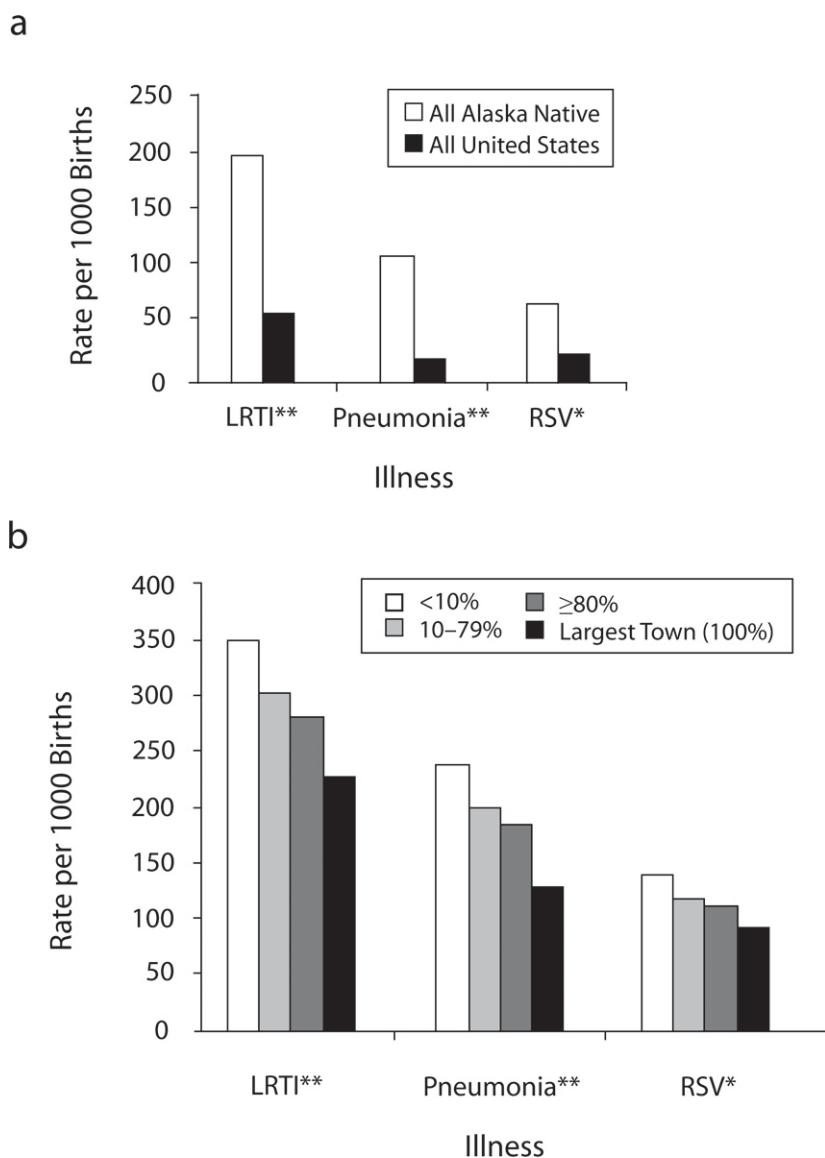 a
250
200
150
100
50
0
Rate per 1000 Births
All Alaska Native
All United States
LRTI** Pneumonia** RSV*
Illness
b
400
350
300
250
200
150
100
50
0
Rate per 1000 Births
<10% ≥80%
10–79% Largest Town (100%)
LRTI** Pneumonia** RSV*
Illness